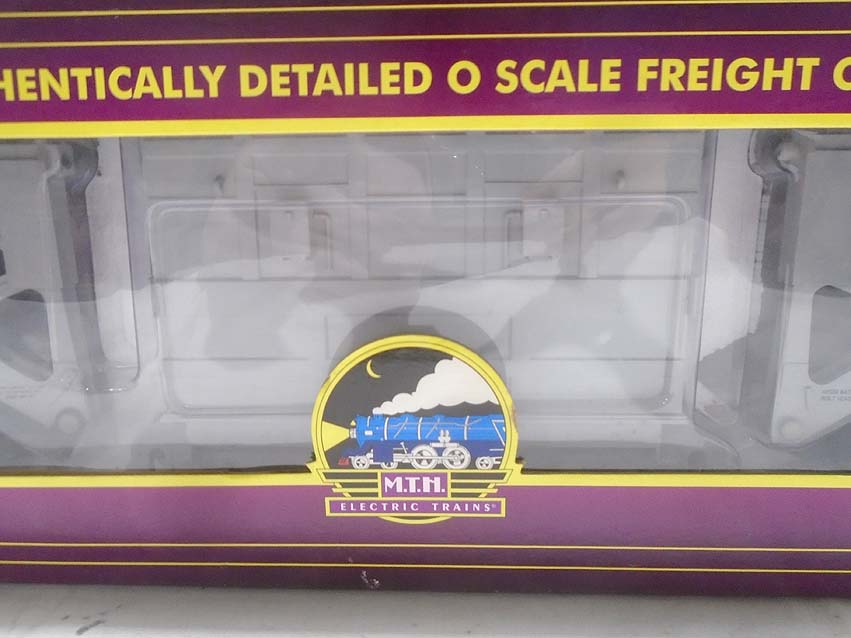 HENTICALLY DETAILED O SCALE FREIGHT C
M.T.H.
ELECTRIC TRAINS®